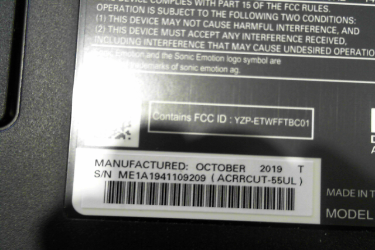 DEVICE COMPLIES WITH PART 15 OF THE FCC RULES.
OPERATION IS SUBJECT TO THE FOLLOWING TWO CONDITIONS:
(1) THIS DEVICE MAY NOT CAUSE HARMFUL INTERFERENCE, AND
(2) THIS DEVICE MUST ACCEPT ANY INTERFERENCE RECEIVED,
INCLUDING INTERFERENCE THAT MAY CAUSE UNDESIRED OPERATIO
Sonic Emotion and the Sonic Emotion logo symbol are
trademarks of sonic emotion ag.
Contains FCC ID : YZP-ETWFFTBC01
MANUFACTURED: OCTOBER 2019 T
S/N ME1A1941109209 (ACRRCUT-55UL)
MADE IN T
MODEL